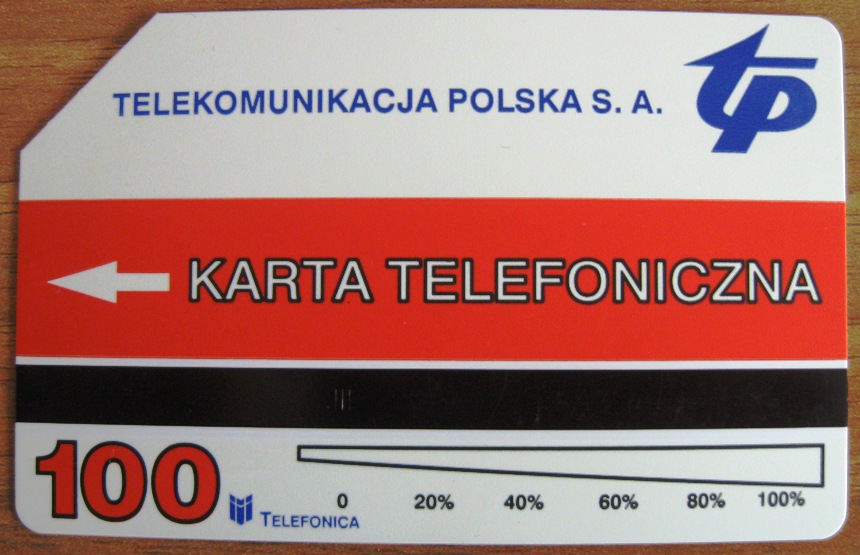 TELEKOMUNIKACJA POLSKA S. A.
tp
KARTA TELEFONICZNA
100
TELEFONICA
0 20% 40% 60% 80% 100%